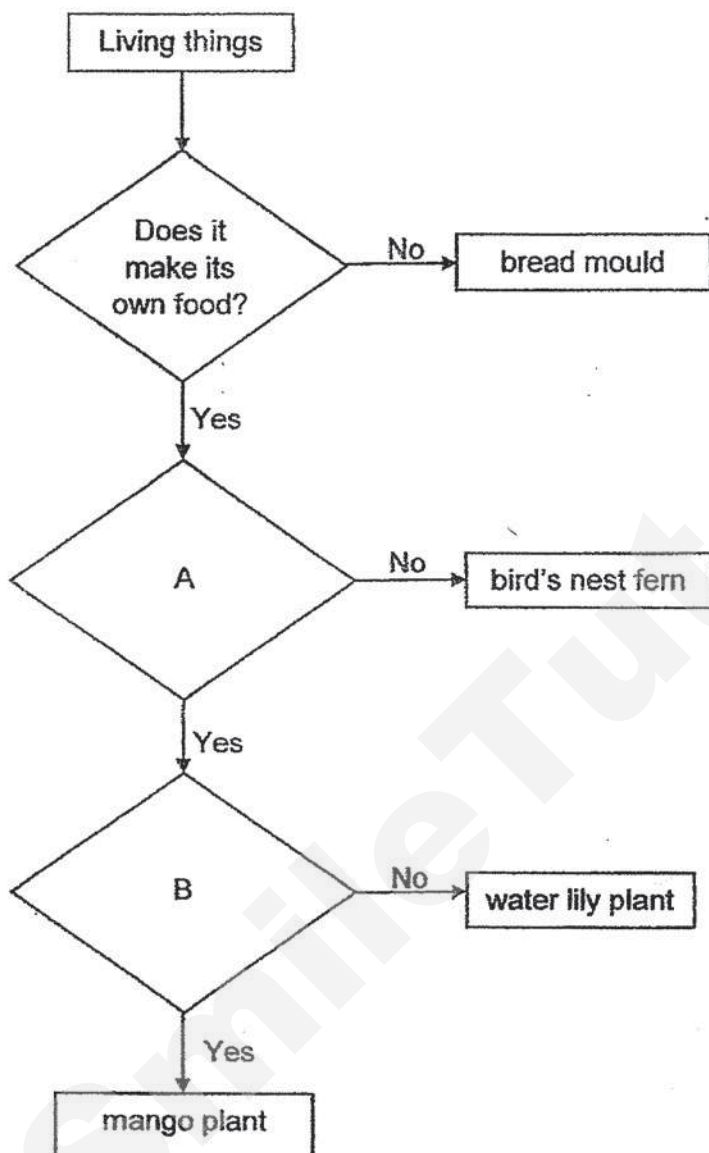 Living things
Does it
make its
own food?
No
bread mould
Yes
A
No
bird's nest fern
Yes
B
No
water lily plant
Yes
mango plant
SmileTut